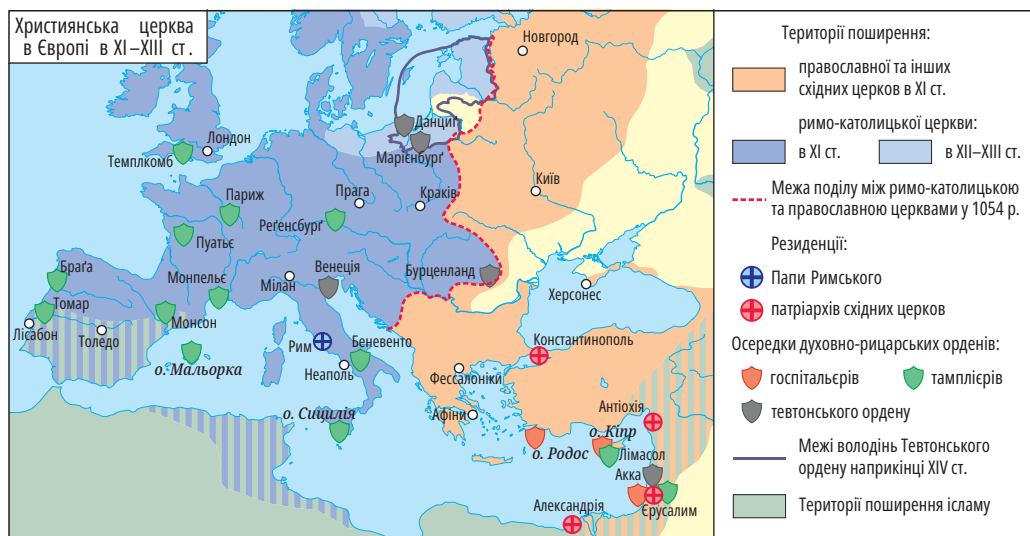 Християнська церква
в Європі в XI–XIII ст.
Новгород
Лондон
Темплкомб
Данциґ
Марієнбурґ
Київ
Париж
Прага
Краків
Реґенсбурґ
Пуатьє
Браґа
Монпельє
Мілан
Венеція
Бурценланд
Херсонес
Томар
Лісабон
Толедо
Монсон
о. Мальорка
Рим
Беневенто
Неаполь
Константинополь
Фессалоніки
Афіни
о. Сицилія
Антіохія
о. Кіпр
о. Родос
Лімасол
Акка
Єрусалим
Александрія
Території поширення:
православної та інших
східних церков в XI ст.
римо-католицької церкви:
в XI ст.
в XII–XIII ст.
Межа поділу між римо-католицькою
та православною церквами у 1054 р.
Резиденції:
Папи Римського
патріархів східних церков
Осередки духовно-рицарських орденів:
госпітальєрів
тамплієрів
тевтонського ордену
Межі володінь Тевтонського
ордену наприкінці XIV ст.
Території поширення ісламу